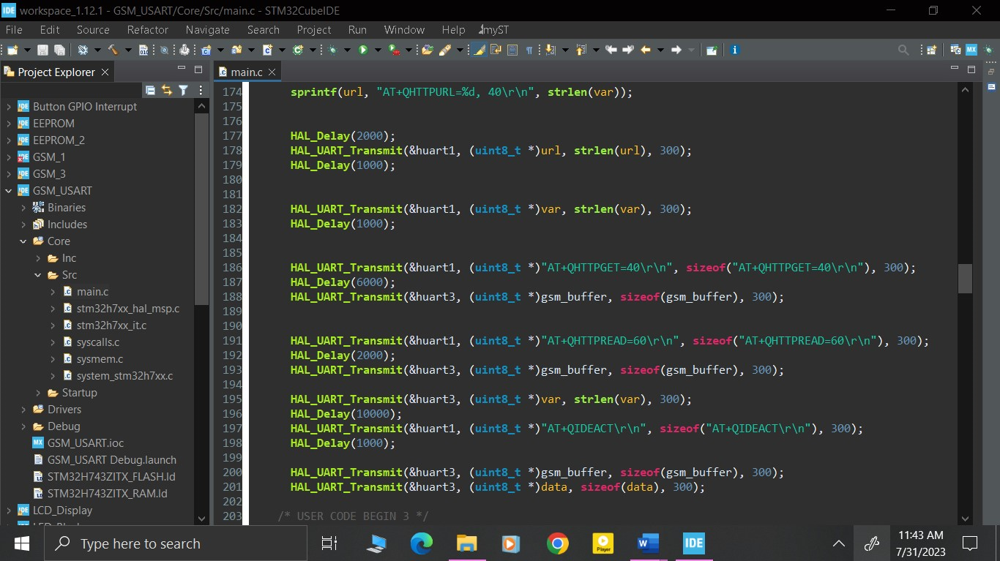 workspace_1.12.1 - GSM_USART/Core/Src/main.c - STM32CubeIDE
File Edit Source Refactor Navigate Search Project Run Window Help myST
Project Explorer
main.c
Button GPIO Interrupt
EEPROM
EEPROM_2
GSM_1
GSM_3
GSM_USART
Binaries
Includes
Core
Inc
Src
main.c
stm32h7xx_hal_msp.c
stm32h7xx_it.c
syscalls.c
sysmem.c
system_stm32h7xx.c
Startup
Drivers
Debug
GSM_USART.ioc
GSM_USART Debug.launch
STM32H743ZITX_FLASH.ld
STM32H743ZITX_RAM.ld
LCD_Display
174 sprintf(url, "AT+QHTTPURL=%d, 40\r\n", strlen(var));
175
176
177 HAL_Delay(2000);
178 HAL_UART_Transmit(&huart1, (uint8_t *)url, strlen(url), 300);
179 HAL_Delay(1000);
180
181
182 HAL_UART_Transmit(&huart1, (uint8_t *)var, strlen(var), 300);
183 HAL_Delay(1000);
184
185
186 HAL_UART_Transmit(&huart1, (uint8_t *)"AT+QHTTPGET=40\r\n", sizeof("AT+QHTTPGET=40\r\n"), 300);
187 HAL_Delay(6000);
188 HAL_UART_Transmit(&huart3, (uint8_t *)gsm_buffer, sizeof(gsm_buffer), 300);
189
190
191 HAL_UART_Transmit(&huart1, (uint8_t *)"AT+QHTTPREAD=60\r\n", sizeof("AT+QHTTPREAD=60\r\n"), 300);
192 HAL_Delay(2000);
193 HAL_UART_Transmit(&huart3, (uint8_t *)gsm_buffer, sizeof(gsm_buffer), 300);
194
195 HAL_UART_Transmit(&huart3, (uint8_t *)var, strlen(var), 300);
196 HAL_Delay(10000);
197 HAL_UART_Transmit(&huart1, (uint8_t *)"AT+QIDEACT\r\n", sizeof("AT+QIDEACT\r\n"), 300);
198 HAL_Delay(1000);
199
200 HAL_UART_Transmit(&huart3, (uint8_t *)gsm_buffer, sizeof(gsm_buffer), 300);
201 HAL_UART_Transmit(&huart3, (uint8_t *)data, sizeof(data), 300);
202
203 /* USER CODE BEGIN 3 */
Type here to search
Player
IDE
11:43 AM
7/31/2023